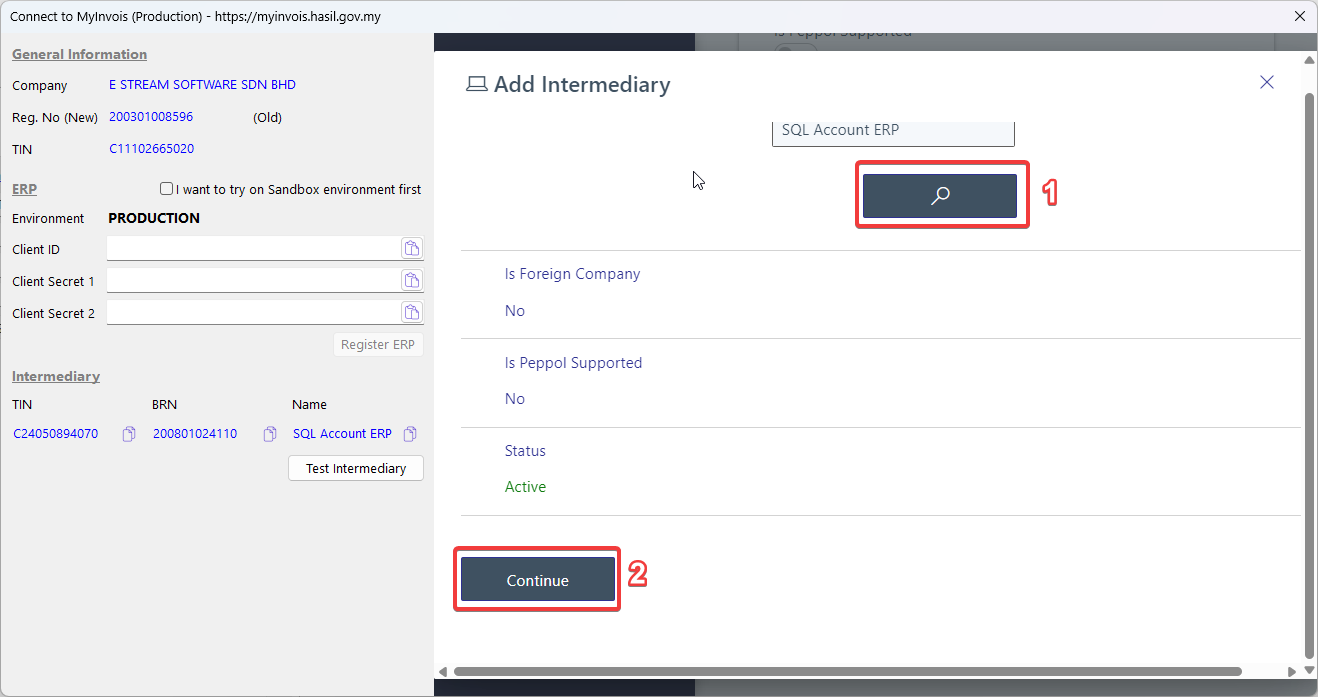 Connect to MyInvois (Production) - https://myinvois.hasil.gov.my
General Information
Company E STREAM SOFTWARE SDN BHD
Reg. No (New) 200301008596 (Old)
TIN C11102665020
ERP I want to try on Sandbox environment first
Environment PRODUCTION
Client ID
Client Secret 1
Client Secret 2
Register ERP
Intermediary
TIN BRN Name
C24050894070 200801024110 SQL Account ERP
Test Intermediary
Is Peppol Supported
Add Intermediary
SQL Account ERP
1
Is Foreign Company
No
Is Peppol Supported
No
Status
Active
Continue 2